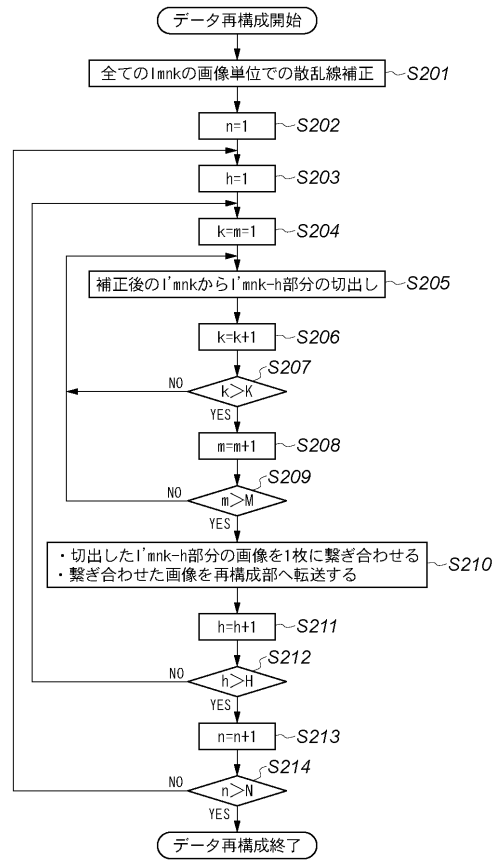 データ再構成開始
全てのImnkの画像単位での散乱線補正 S201
n=1 S202
h=1 S203
k=m=1 S204
補正後のI'mnkからI'mnk-h部分の切出し S205
k=k+1 S206
S207
NO k>K
YES
m=m+1 S208
S209
NO m>M
YES
・切出したI'mnk-h部分の画像を1枚に繋ぎ合わせる
・繋ぎ合わせた画像を再構成部へ転送する S210
h=h+1 S211
S212
NO h>H
YES
n=n+1 S213
S214
NO n>N
YES
データ再構成終了